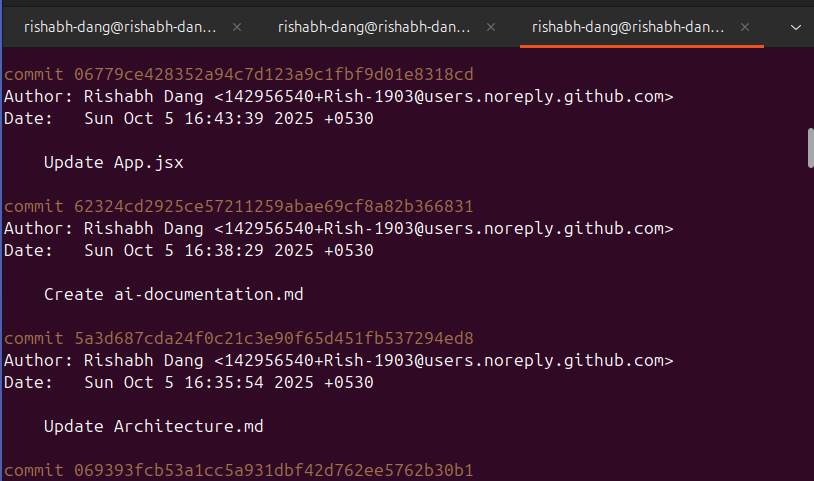 rishabh-dang@rishabh-dan… × rishabh-dang@rishabh-dan… × rishabh-dang@rishabh-dan… ×
commit 06779ce428352a94c7d123a9c1fbf9d01e8318cd
Author: Rishabh Dang <142956540+Rish-1903@users.noreply.github.com>
Date:   Sun Oct 5 16:43:39 2025 +0530
    Update App.jsx
commit 62324cd2925ce57211259abae69cf8a82b366831
Author: Rishabh Dang <142956540+Rish-1903@users.noreply.github.com>
Date:   Sun Oct 5 16:38:29 2025 +0530
    Create ai-documentation.md
commit 5a3d687cda24f0c21c3e90f65d451fb537294ed8
Author: Rishabh Dang <142956540+Rish-1903@users.noreply.github.com>
Date:   Sun Oct 5 16:35:54 2025 +0530
    Update Architecture.md
commit 069393fcb53a1cc5a931dbf42d762ee5762b30b1